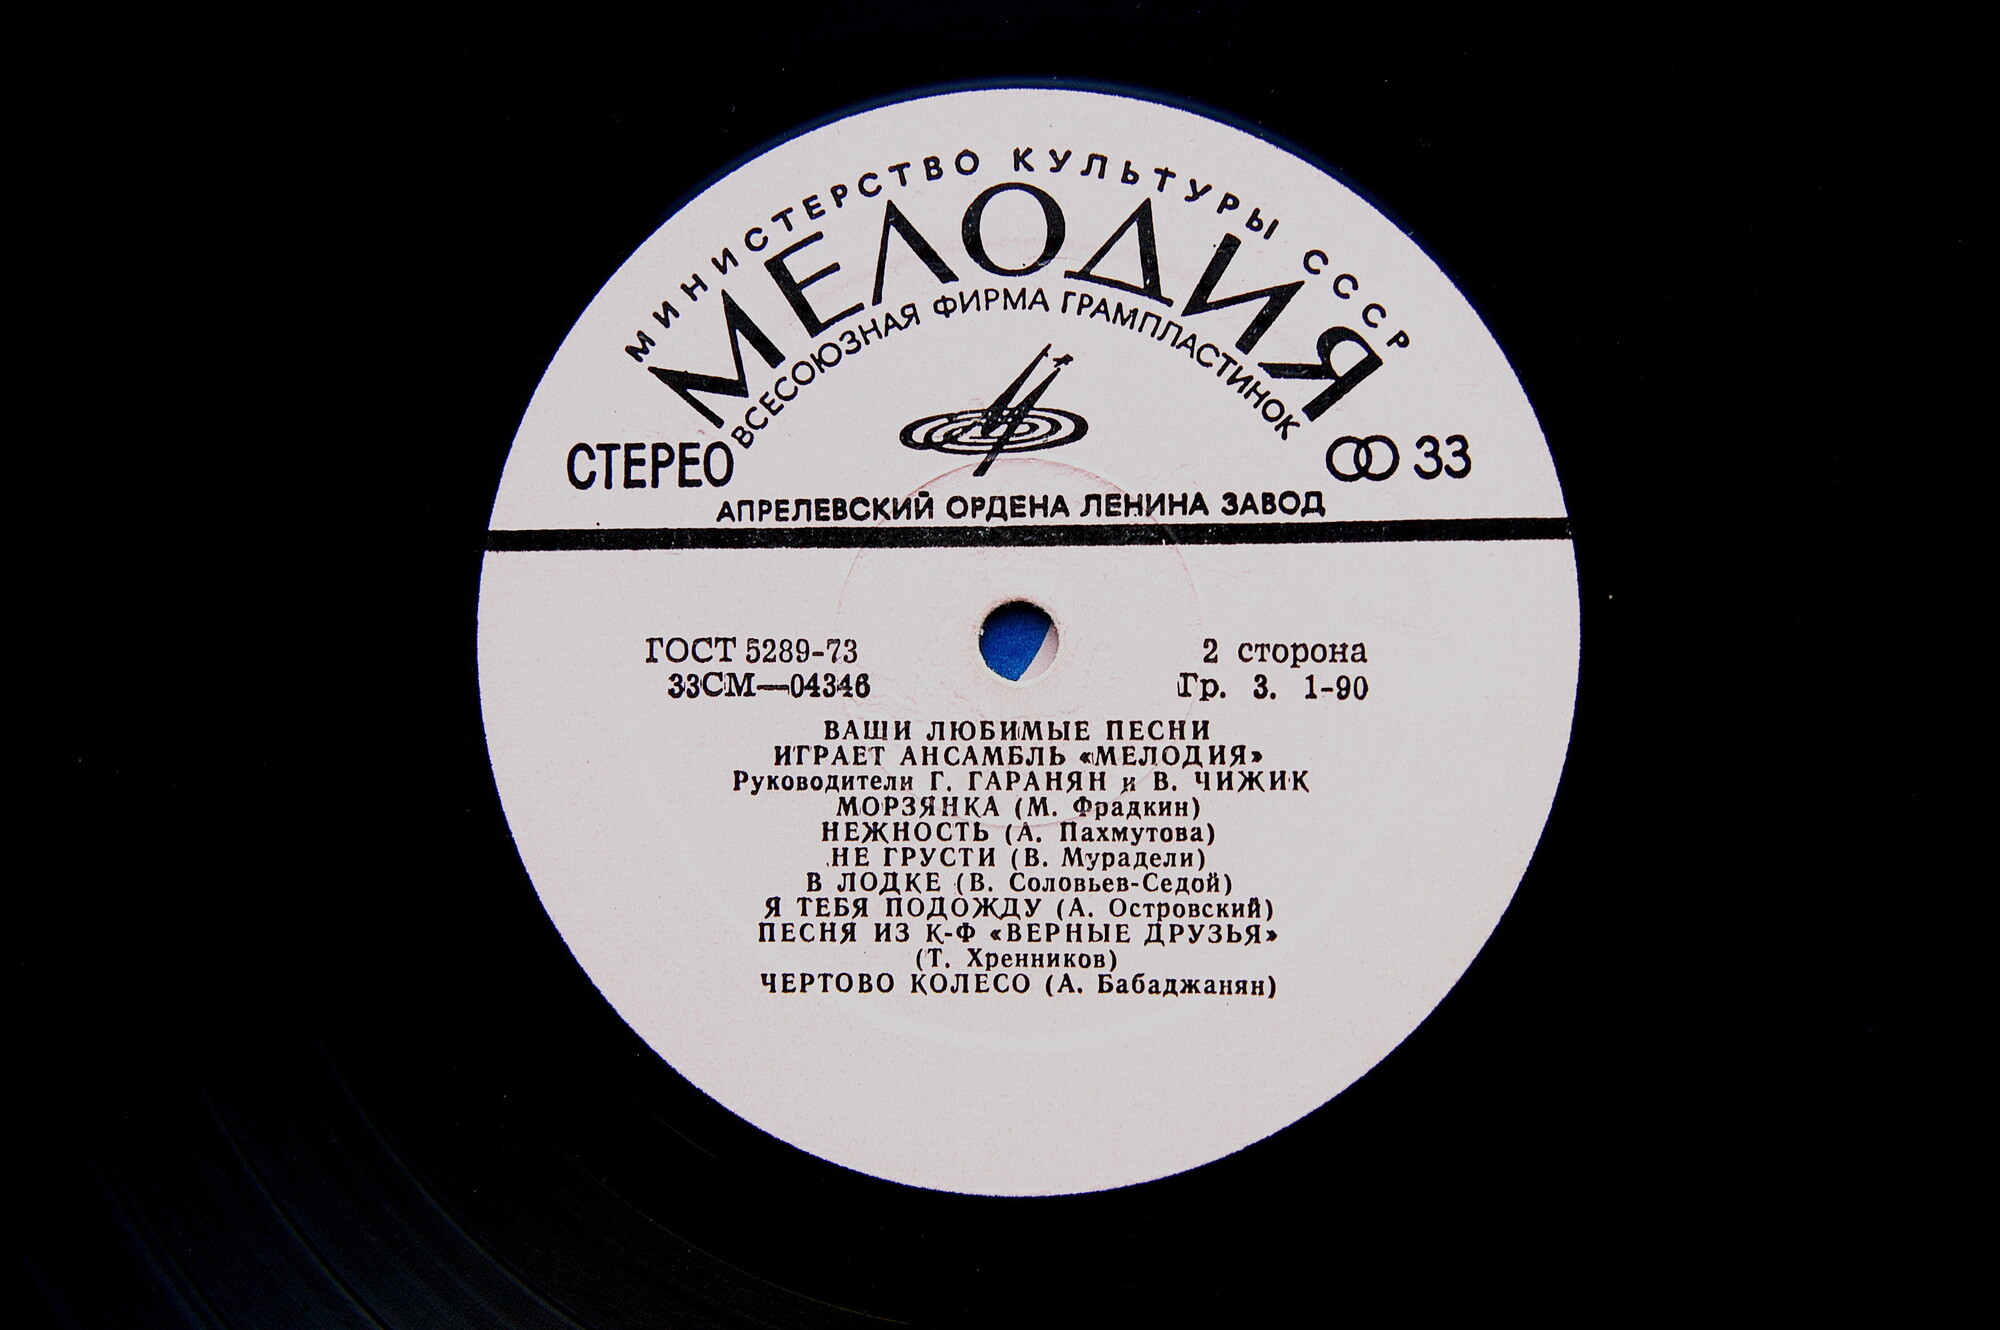 МИНИСТЕРСТВО КУЛЬТУРЫ СССР
МЕЛОДИЯ
ВСЕСОЮЗНАЯ ФИРМА ГРАМПЛАСТИНОК
СТЕРЕО
33
АПРЕЛЕВСКИЙ ОРДЕНА ЛЕНИНА ЗАВОД
ГОСТ 5289-73
2 сторона
33СМ—04346
Гр. 3. 1-90
ВАШИ ЛЮБИМЫЕ ПЕСНИ
ИГРАЕТ АНСАМБЛЬ «МЕЛОДИЯ»
Руководители Г. ГАРАНЯН и В. ЧИЖИК
МОРЗЯНКА (М. Фрадкин)
НЕЖНОСТЬ (А. Пахмутова)
НЕ ГРУСТИ (В. Мурадели)
В ЛОДКЕ (В. Соловьев-Седой)
Я ТЕБЯ ПОДОЖДУ (А. Островский)
ПЕСНЯ ИЗ К-Ф «ВЕРНЫЕ ДРУЗЬЯ»
(Т. Хренников)
ЧЕРТОВО КОЛЕСО (А. Бабаджанян)